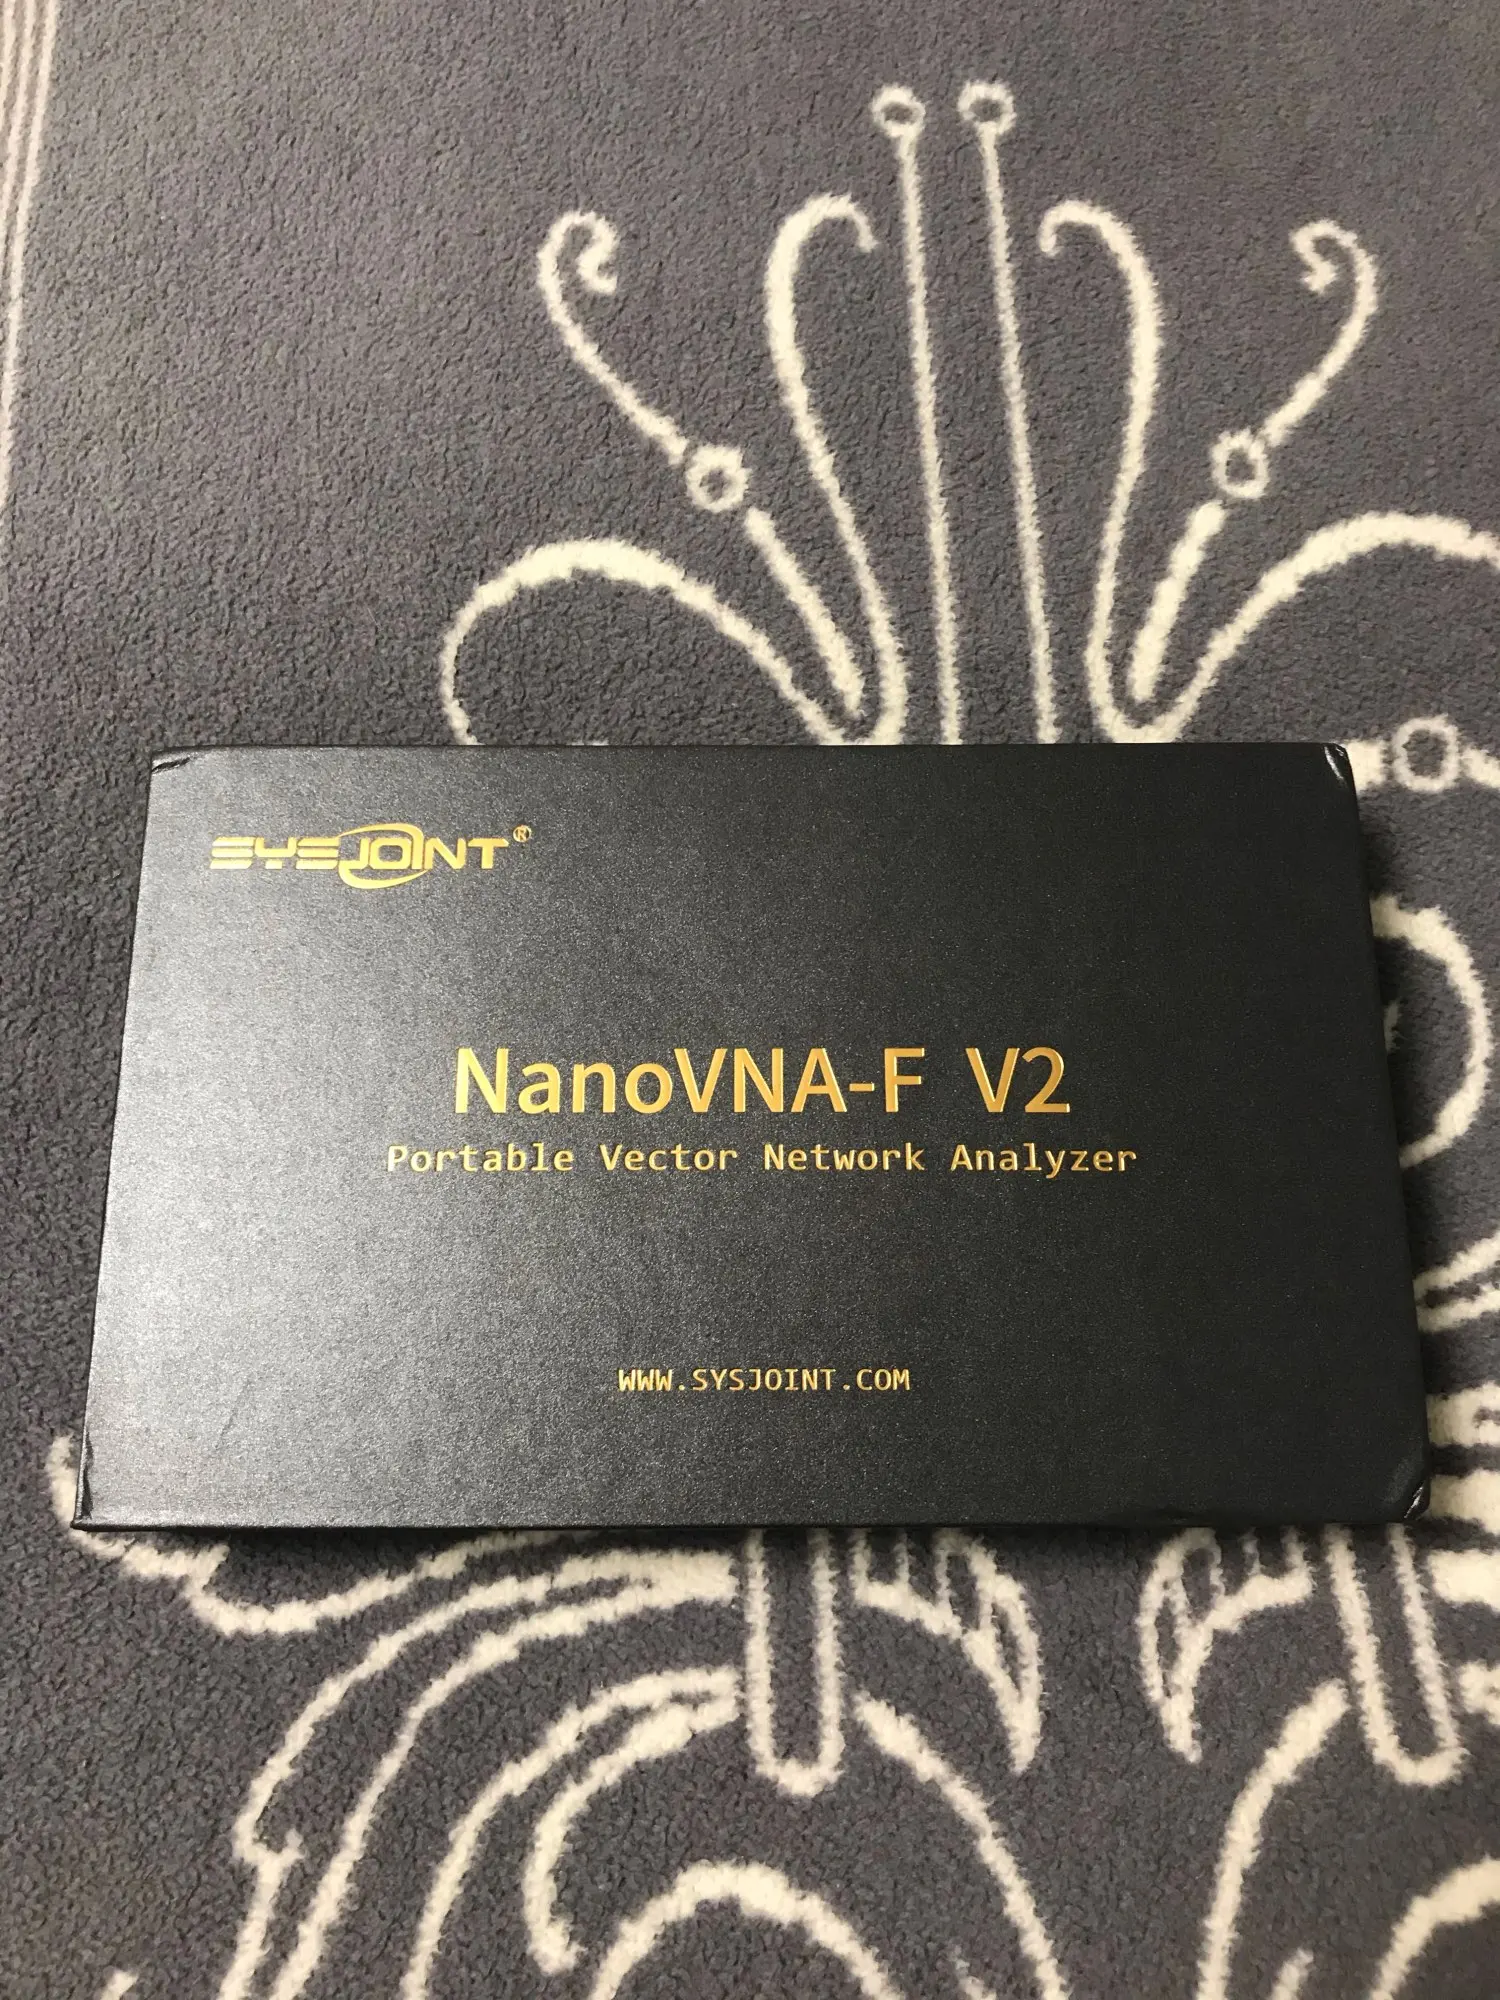 SYSJOINT®
NanoVNA-F V2
Portable Vector Network Analyzer
WWW.SYSJOINT.COM